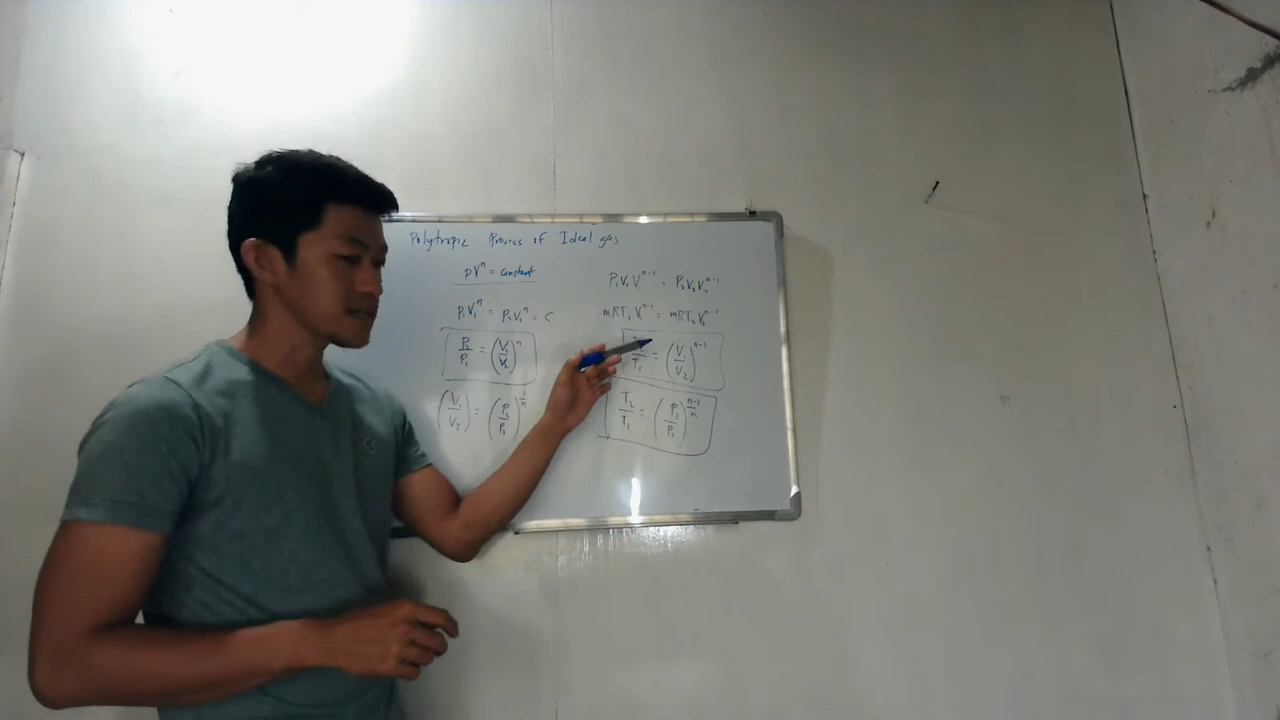 Polytropic Process of Ideal gas
pVⁿ = constant
P₁V₁ⁿ = P₂V₂ⁿ = C
P₂/P₁ = (V₁/V₂)ⁿ
(V₁/V₂) = (P₂/P₁)^(1/n)
P₁V₁V₁ⁿ⁻¹ = P₂V₂V₂ⁿ⁻¹
mRT₁V₁ⁿ⁻¹ = mRT₂V₂ⁿ⁻¹
/T₁ = (V₁/V₂)ⁿ⁻¹
T₂/T₁ = (P₂/P₁)^((n-1)/n)